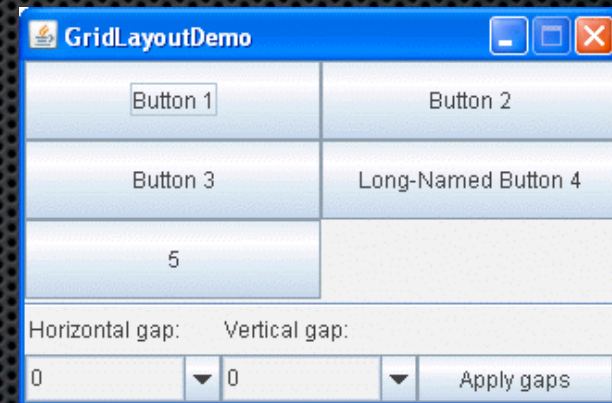 GridLayoutDemo
Button 1 Button 2
Button 3 Long-Named Button 4
5
Horizontal gap: Vertical gap:
0 0 Apply gaps